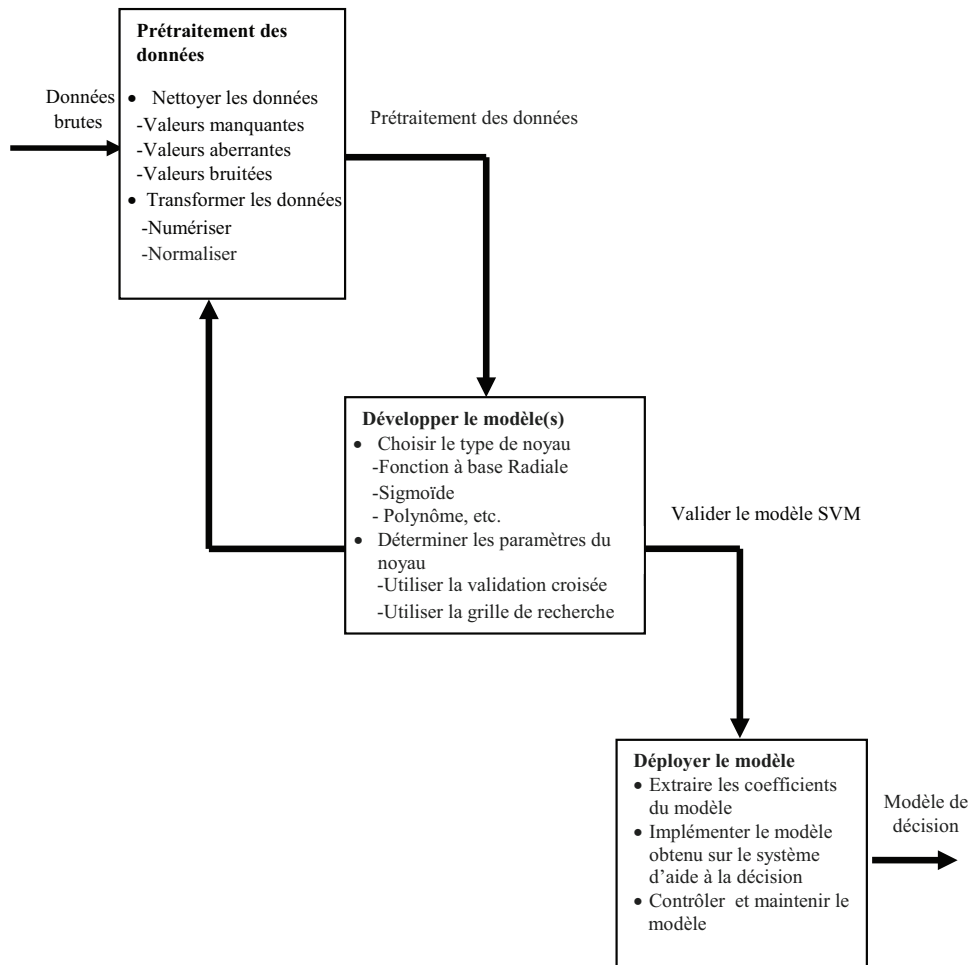 Prétraitement des
données
Données
brutes
• Nettoyer les données
-Valeurs manquantes
-Valeurs aberrantes
-Valeurs bruitées
• Transformer les données
-Numériser
-Normaliser
Prétraitement des données
Développer le modèle(s)
• Choisir le type de noyau
-Fonction à base Radiale
-Sigmoïde
- Polynôme, etc.
• Déterminer les paramètres du
noyau
-Utiliser la validation croisée
-Utiliser la grille de recherche
Valider le modèle SVM
Déployer le modèle
• Extraire les coefficients
du modèle
• Implémenter le modèle
obtenu sur le système
d’aide à la décision
• Contrôler et maintenir le
modèle
Modèle de
décision